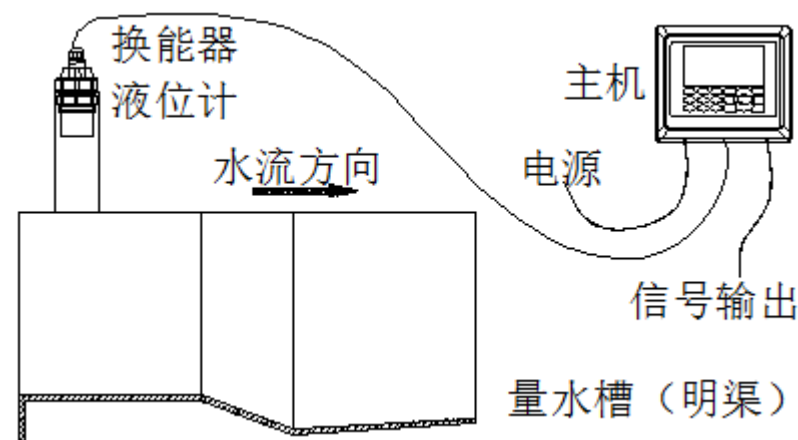 换能器
液位计
主机
水流方向
电源
信号输出
量水槽（明渠）